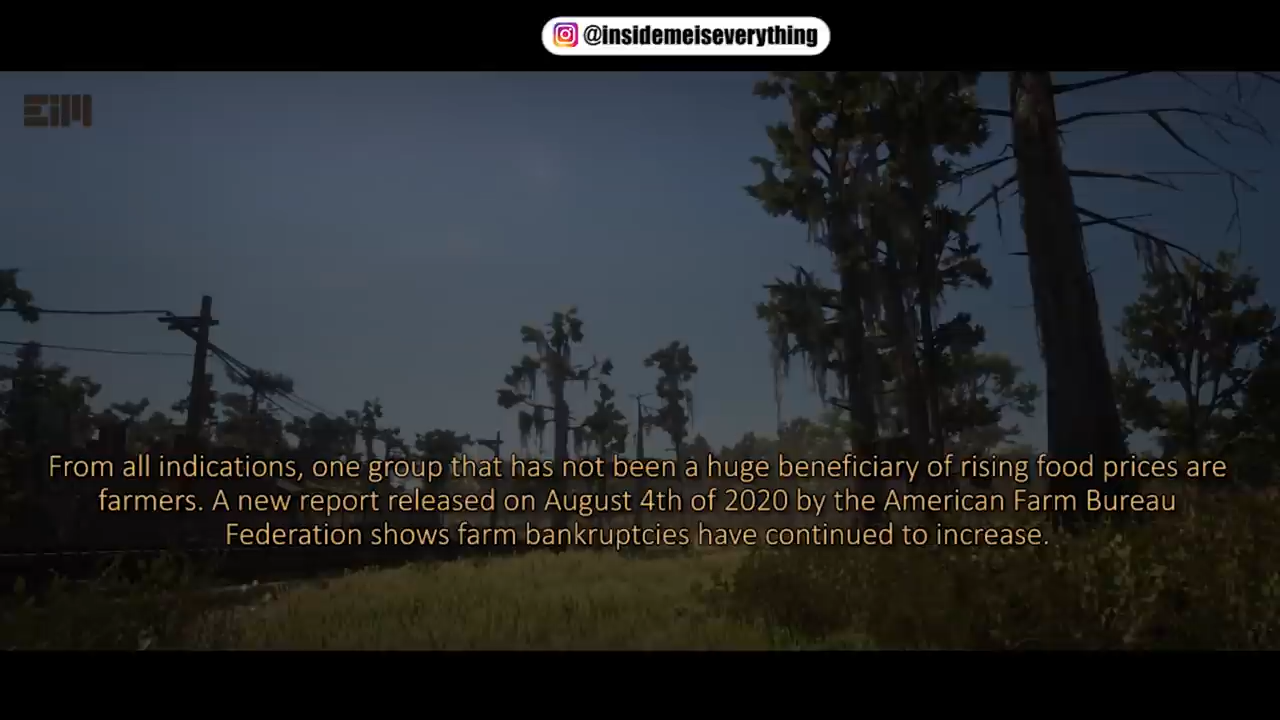 @insidemeiseverything
EiM
From all indications, one group that has not been a huge beneficiary of rising food prices are
farmers. A new report released on August 4th of 2020 by the American Farm Bureau
Federation shows farm bankruptcies have continued to increase.